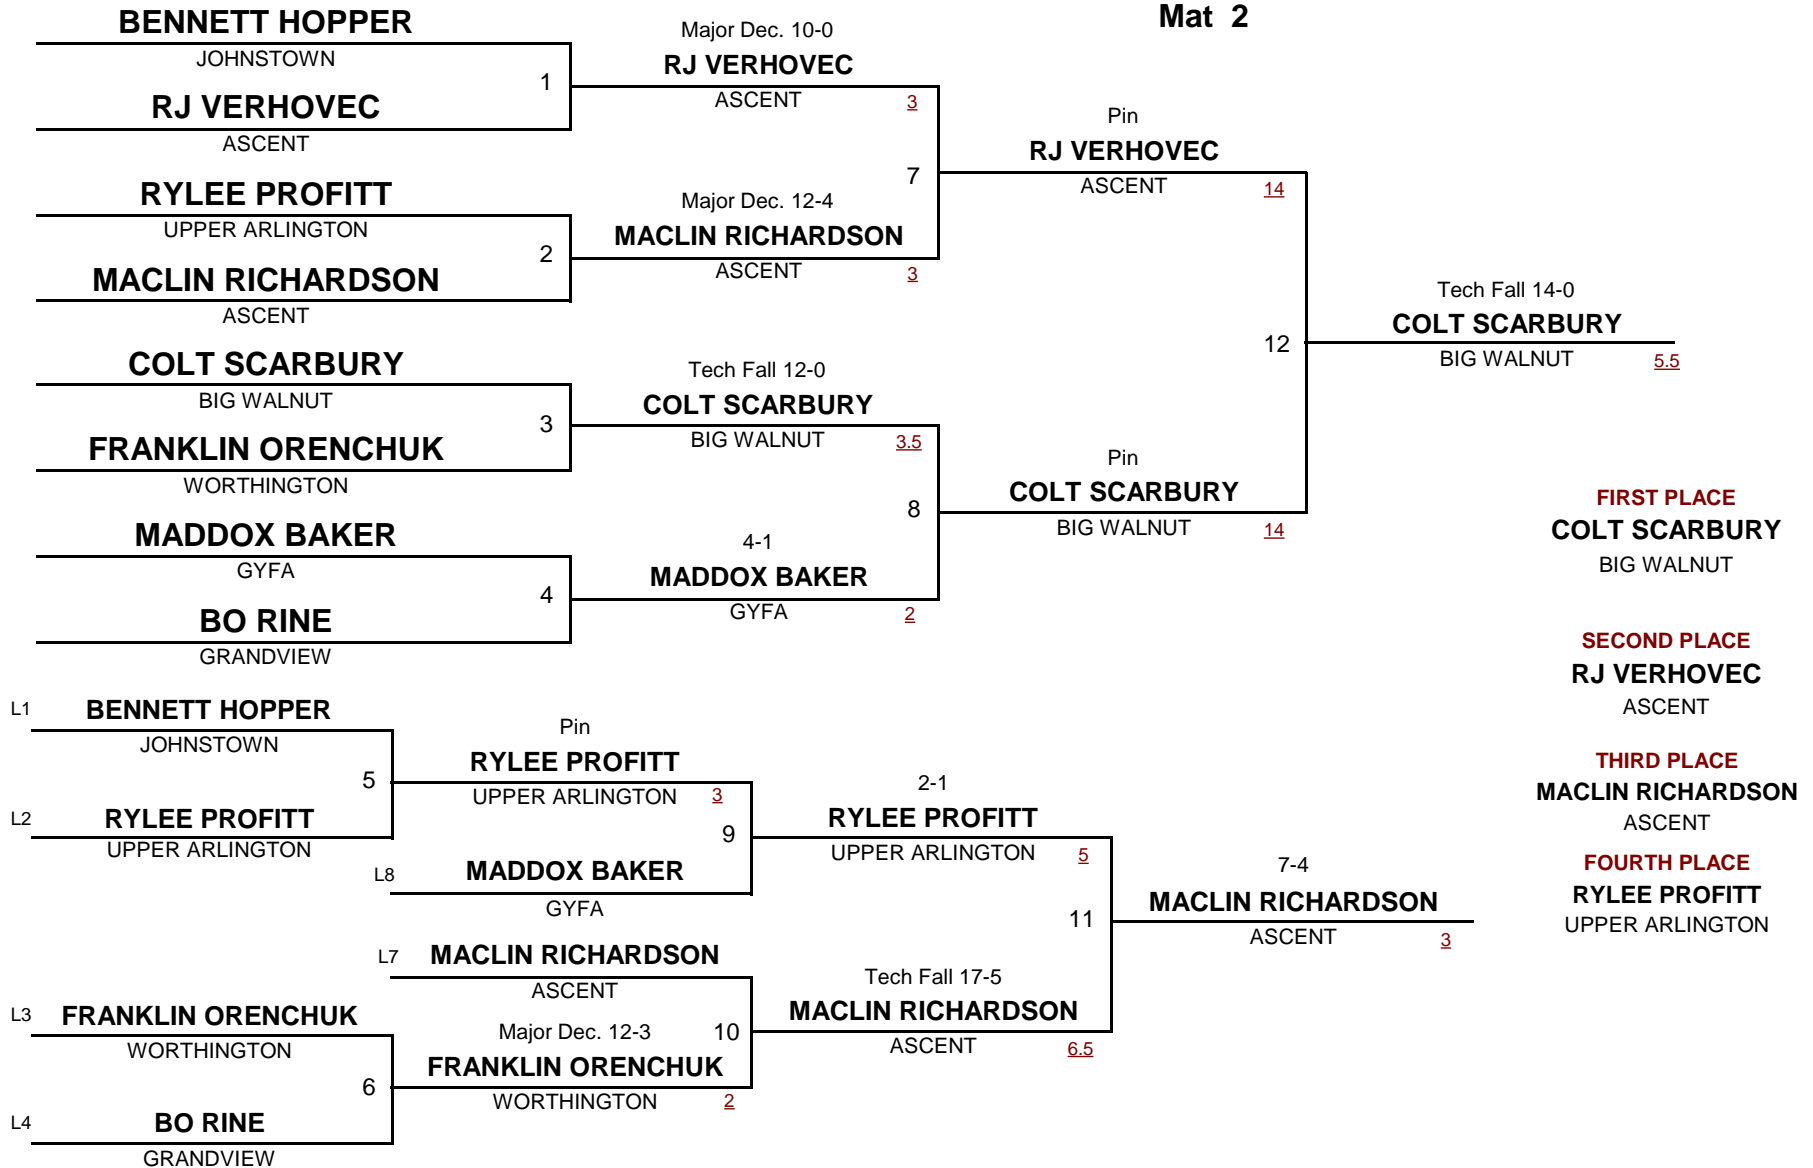 Mat 2
BENNETT HOPPER
JOHNSTOWN
1
RJ VERHOVEC
ASCENT
RYLEE PROFITT
UPPER ARLINGTON
2
MACLIN RICHARDSON
ASCENT
COLT SCARBURY
BIG WALNUT
3
FRANKLIN ORENCHUK
WORTHINGTON
MADDOX BAKER
GYFA
4
BO RINE
GRANDVIEW
Major Dec. 10-0
RJ VERHOVEC
ASCENT 3
7
Major Dec. 12-4
MACLIN RICHARDSON
ASCENT 3
Tech Fall 12-0
COLT SCARBURY
BIG WALNUT 3.5
8
4-1
MADDOX BAKER
GYFA 2
Pin
RJ VERHOVEC
ASCENT 14
12
Pin
COLT SCARBURY
BIG WALNUT 14
Tech Fall 14-0
COLT SCARBURY
BIG WALNUT 5.5
FIRST PLACE
COLT SCARBURY
BIG WALNUT
SECOND PLACE
RJ VERHOVEC
ASCENT
THIRD PLACE
MACLIN RICHARDSON
ASCENT
FOURTH PLACE
RYLEE PROFITT
UPPER ARLINGTON
L1 BENNETT HOPPER
JOHNSTOWN
5
L2 RYLEE PROFITT
UPPER ARLINGTON
L3 FRANKLIN ORENCHUK
WORTHINGTON
6
L4 BO RINE
GRANDVIEW
Pin
RYLEE PROFITT
UPPER ARLINGTON 3
9
L8 MADDOX BAKER
GYFA
L7 MACLIN RICHARDSON
ASCENT
10
Major Dec. 12-3
FRANKLIN ORENCHUK
WORTHINGTON 2
2-1
RYLEE PROFITT
UPPER ARLINGTON 5
11
Tech Fall 17-5
MACLIN RICHARDSON
ASCENT 6.5
7-4
MACLIN RICHARDSON
ASCENT 3